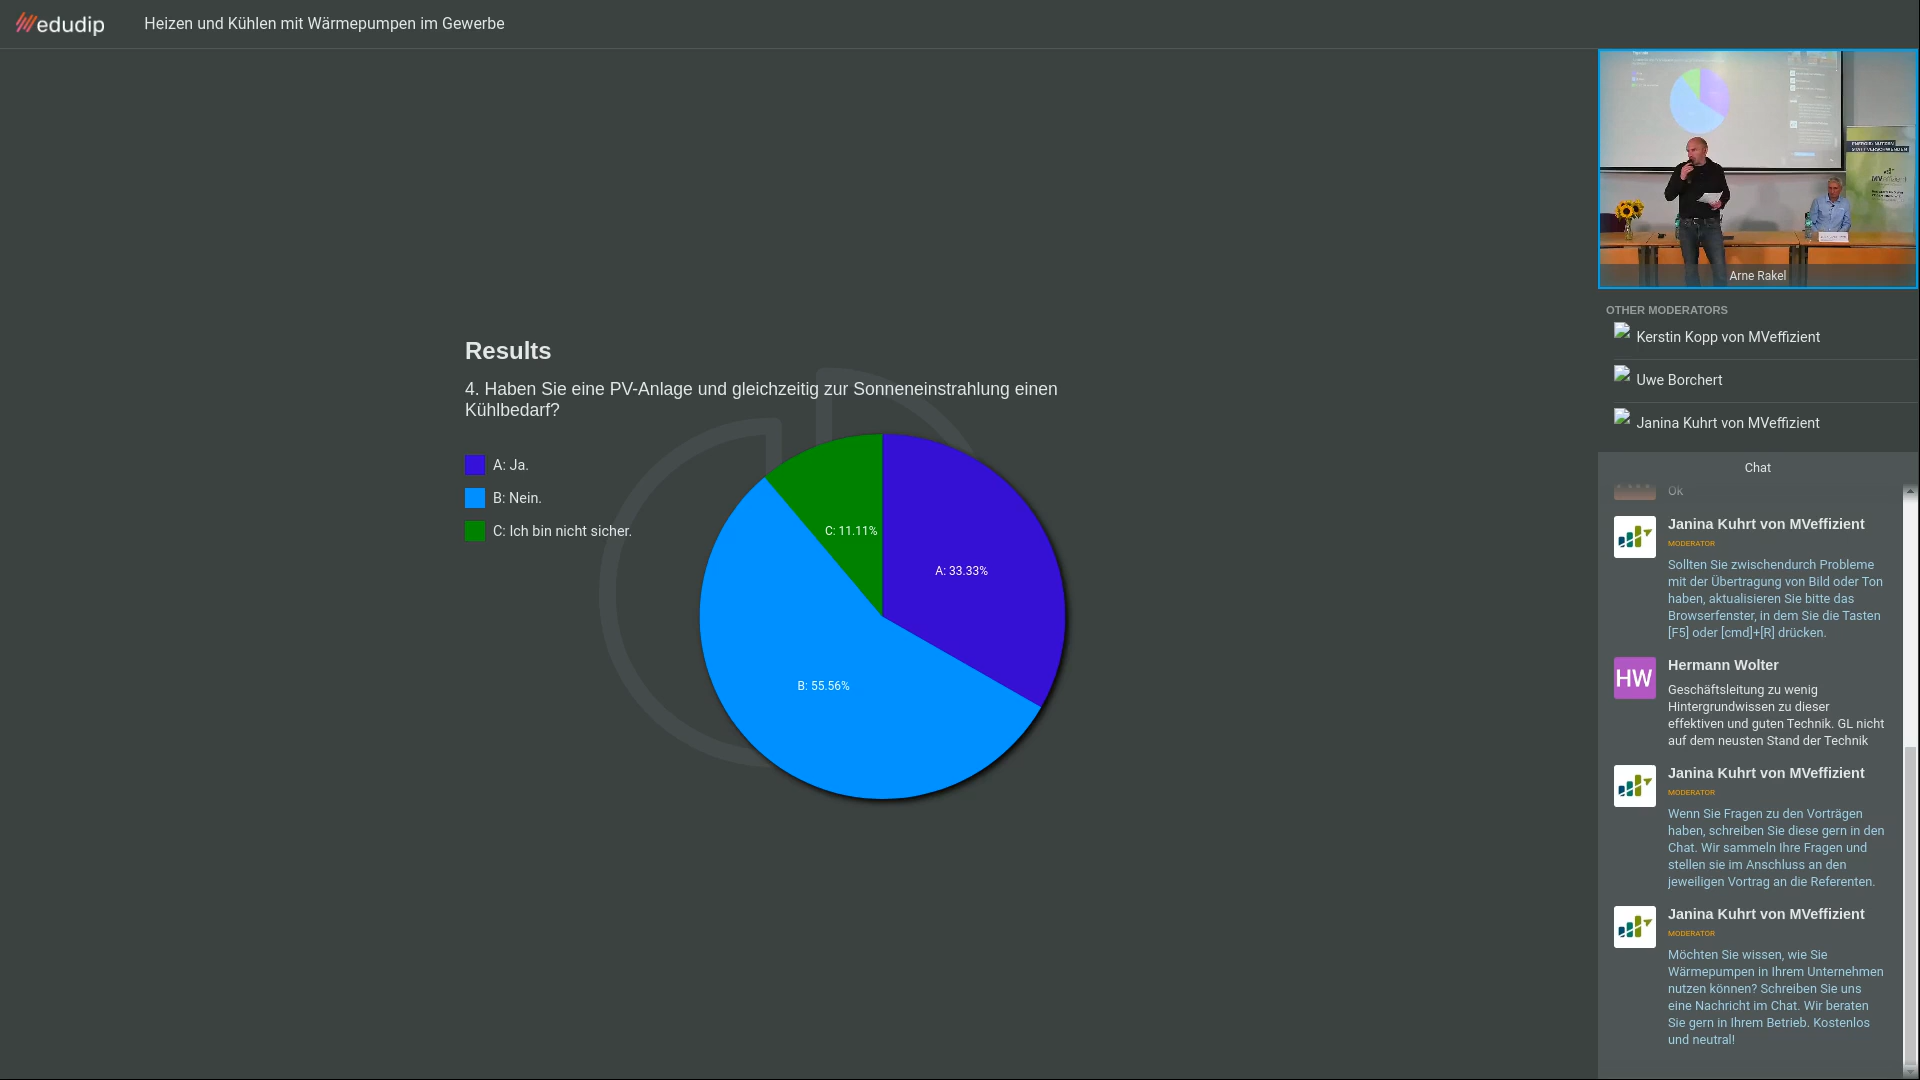 edudip
Heizen und Kühlen mit Wärmepumpen im Gewerbe
Results
4. Haben Sie eine PV-Anlage und gleichzeitig zur Sonneneinstrahlung einen
Kühlbedarf?
A: Ja.
B: Nein.
C: Ich bin nicht sicher.
C: 11.11%
A: 33.33%
B: 55.56%
Arne Rakel
OTHER MODERATORS
Kerstin Kopp von MVeffizient
Uwe Borchert
Janina Kuhrt von MVeffizient
Chat
Ok
Janina Kuhrt von MVeffizient
MODERATOR
Sollten Sie zwischendurch Probleme
mit der Übertragung von Bild oder Ton
haben, aktualisieren Sie bitte das
Browserfenster, in dem Sie die Tasten
[F5] oder [cmd]+[R] drücken.
HW
Hermann Wolter
Geschäftsleitung zu wenig
Hintergrundwissen zu dieser
effektiven und guten Technik. GL nicht
auf dem neusten Stand der Technik
Janina Kuhrt von MVeffizient
MODERATOR
Wenn Sie Fragen zu den Vorträgen
haben, schreiben Sie diese gern in den
Chat. Wir sammeln Ihre Fragen und
stellen sie im Anschluss an den
jeweiligen Vortrag an die Referenten.
Janina Kuhrt von MVeffizient
MODERATOR
Möchten Sie wissen, wie Sie
Wärmepumpen in Ihrem Unternehmen
nutzen können? Schreiben Sie uns
eine Nachricht im Chat. Wir beraten
Sie gern in Ihrem Betrieb. Kostenlos
und neutral!